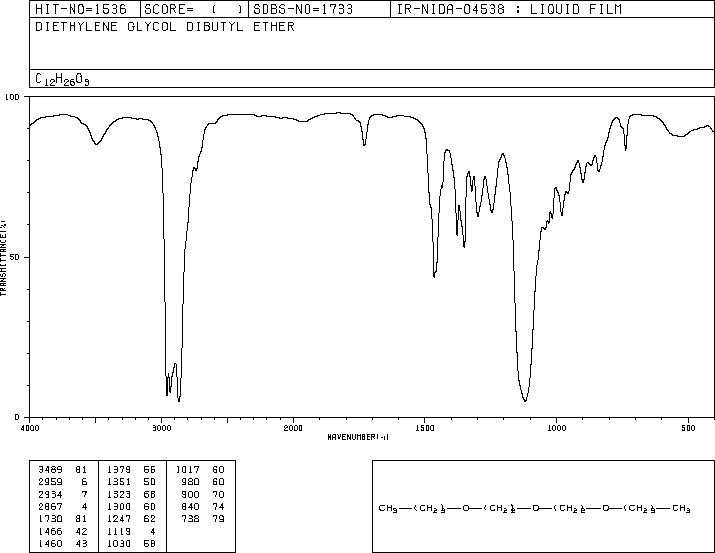 HIT-NO=1536 SCORE= ( ) SDBS-NO=1733 IR-NIDA-04538 : LIQUID FILM
DIETHYLENE GLYCOL DIBUTYL ETHER
C12H26O3
100
50
0
TRANSMITTANCE(%)
4000 3000 2000 1500 1000 500
WAVENUMBER(-1)
3489 81 1379 55 1017 60
2959 6 1351 50 980 60
2934 7 1323 68 900 70
2867 4 1300 60 840 74
1730 81 1247 62 738 79
1466 42 1119 4
1460 43 1030 58
CH3—(CH2)3—O—(CH2)2—O—(CH2)2—O—(CH2)3—CH3